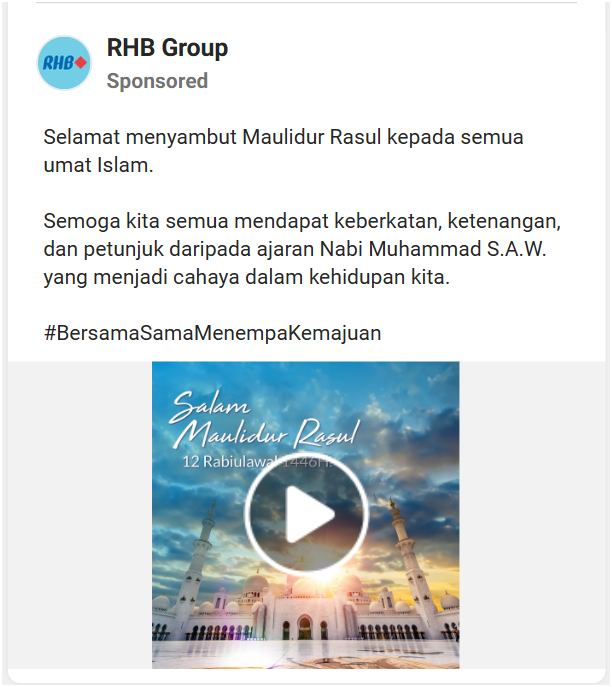 RHB
RHB Group
Sponsored
Selamat menyambut Maulidur Rasul kepada semua
umat Islam.
Semoga kita semua mendapat keberkatan, ketenangan,
dan petunjuk daripada ajaran Nabi Muhammad S.A.W.
yang menjadi cahaya dalam kehidupan kita.
#BersamaSamaMenempaKemajuan
Salam
Maulidur Rasul
12 Rabiulawal 1446H